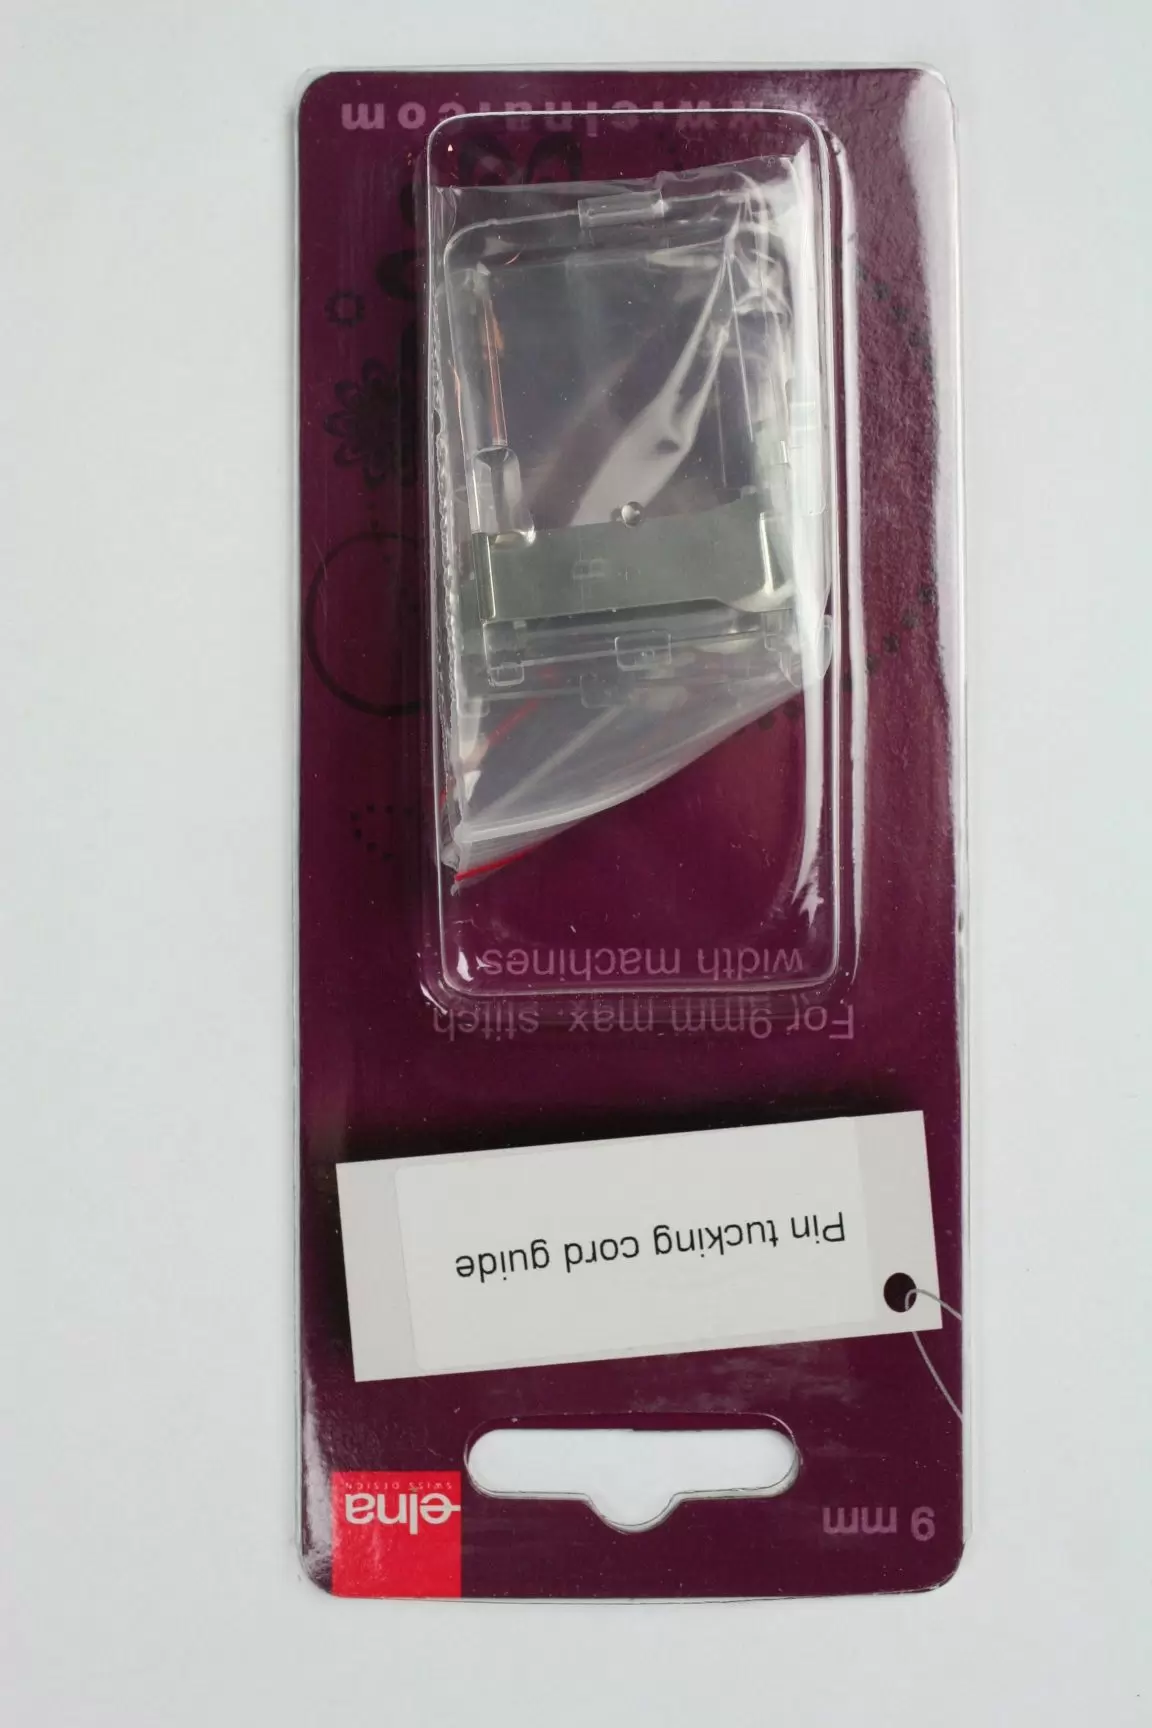 elna
SWISS DESIGN
9 mm
Pin tucking cord guide
For 9mm max. stitch
width machines
www.elna.com